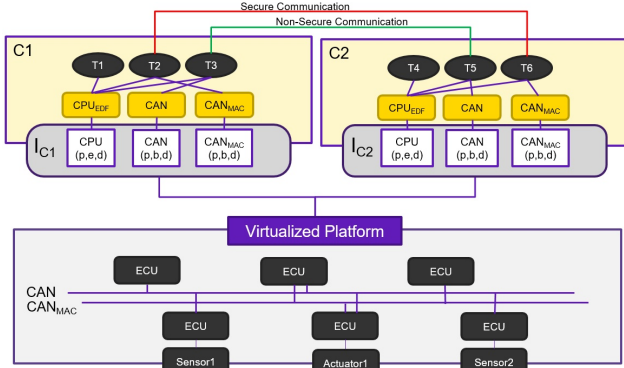 Secure Communication
Non-Secure Communication
C1
T1
T2
T3
CPU_EDF
CAN
CAN_MAC
I_C1
CPU
(p,e,d)
CAN
(p,b,d)
CAN_MAC
(p,b,d)
C2
T4
T5
T6
CPU_EDF
CAN
CAN_MAC
I_C2
CPU
(p,e,d)
CAN
(p,b,d)
CAN_MAC
(p,b,d)
Virtualized Platform
ECU
ECU
ECU
CAN
CAN_MAC
ECU
ECU
ECU
Sensor1
Actuator1
Sensor2